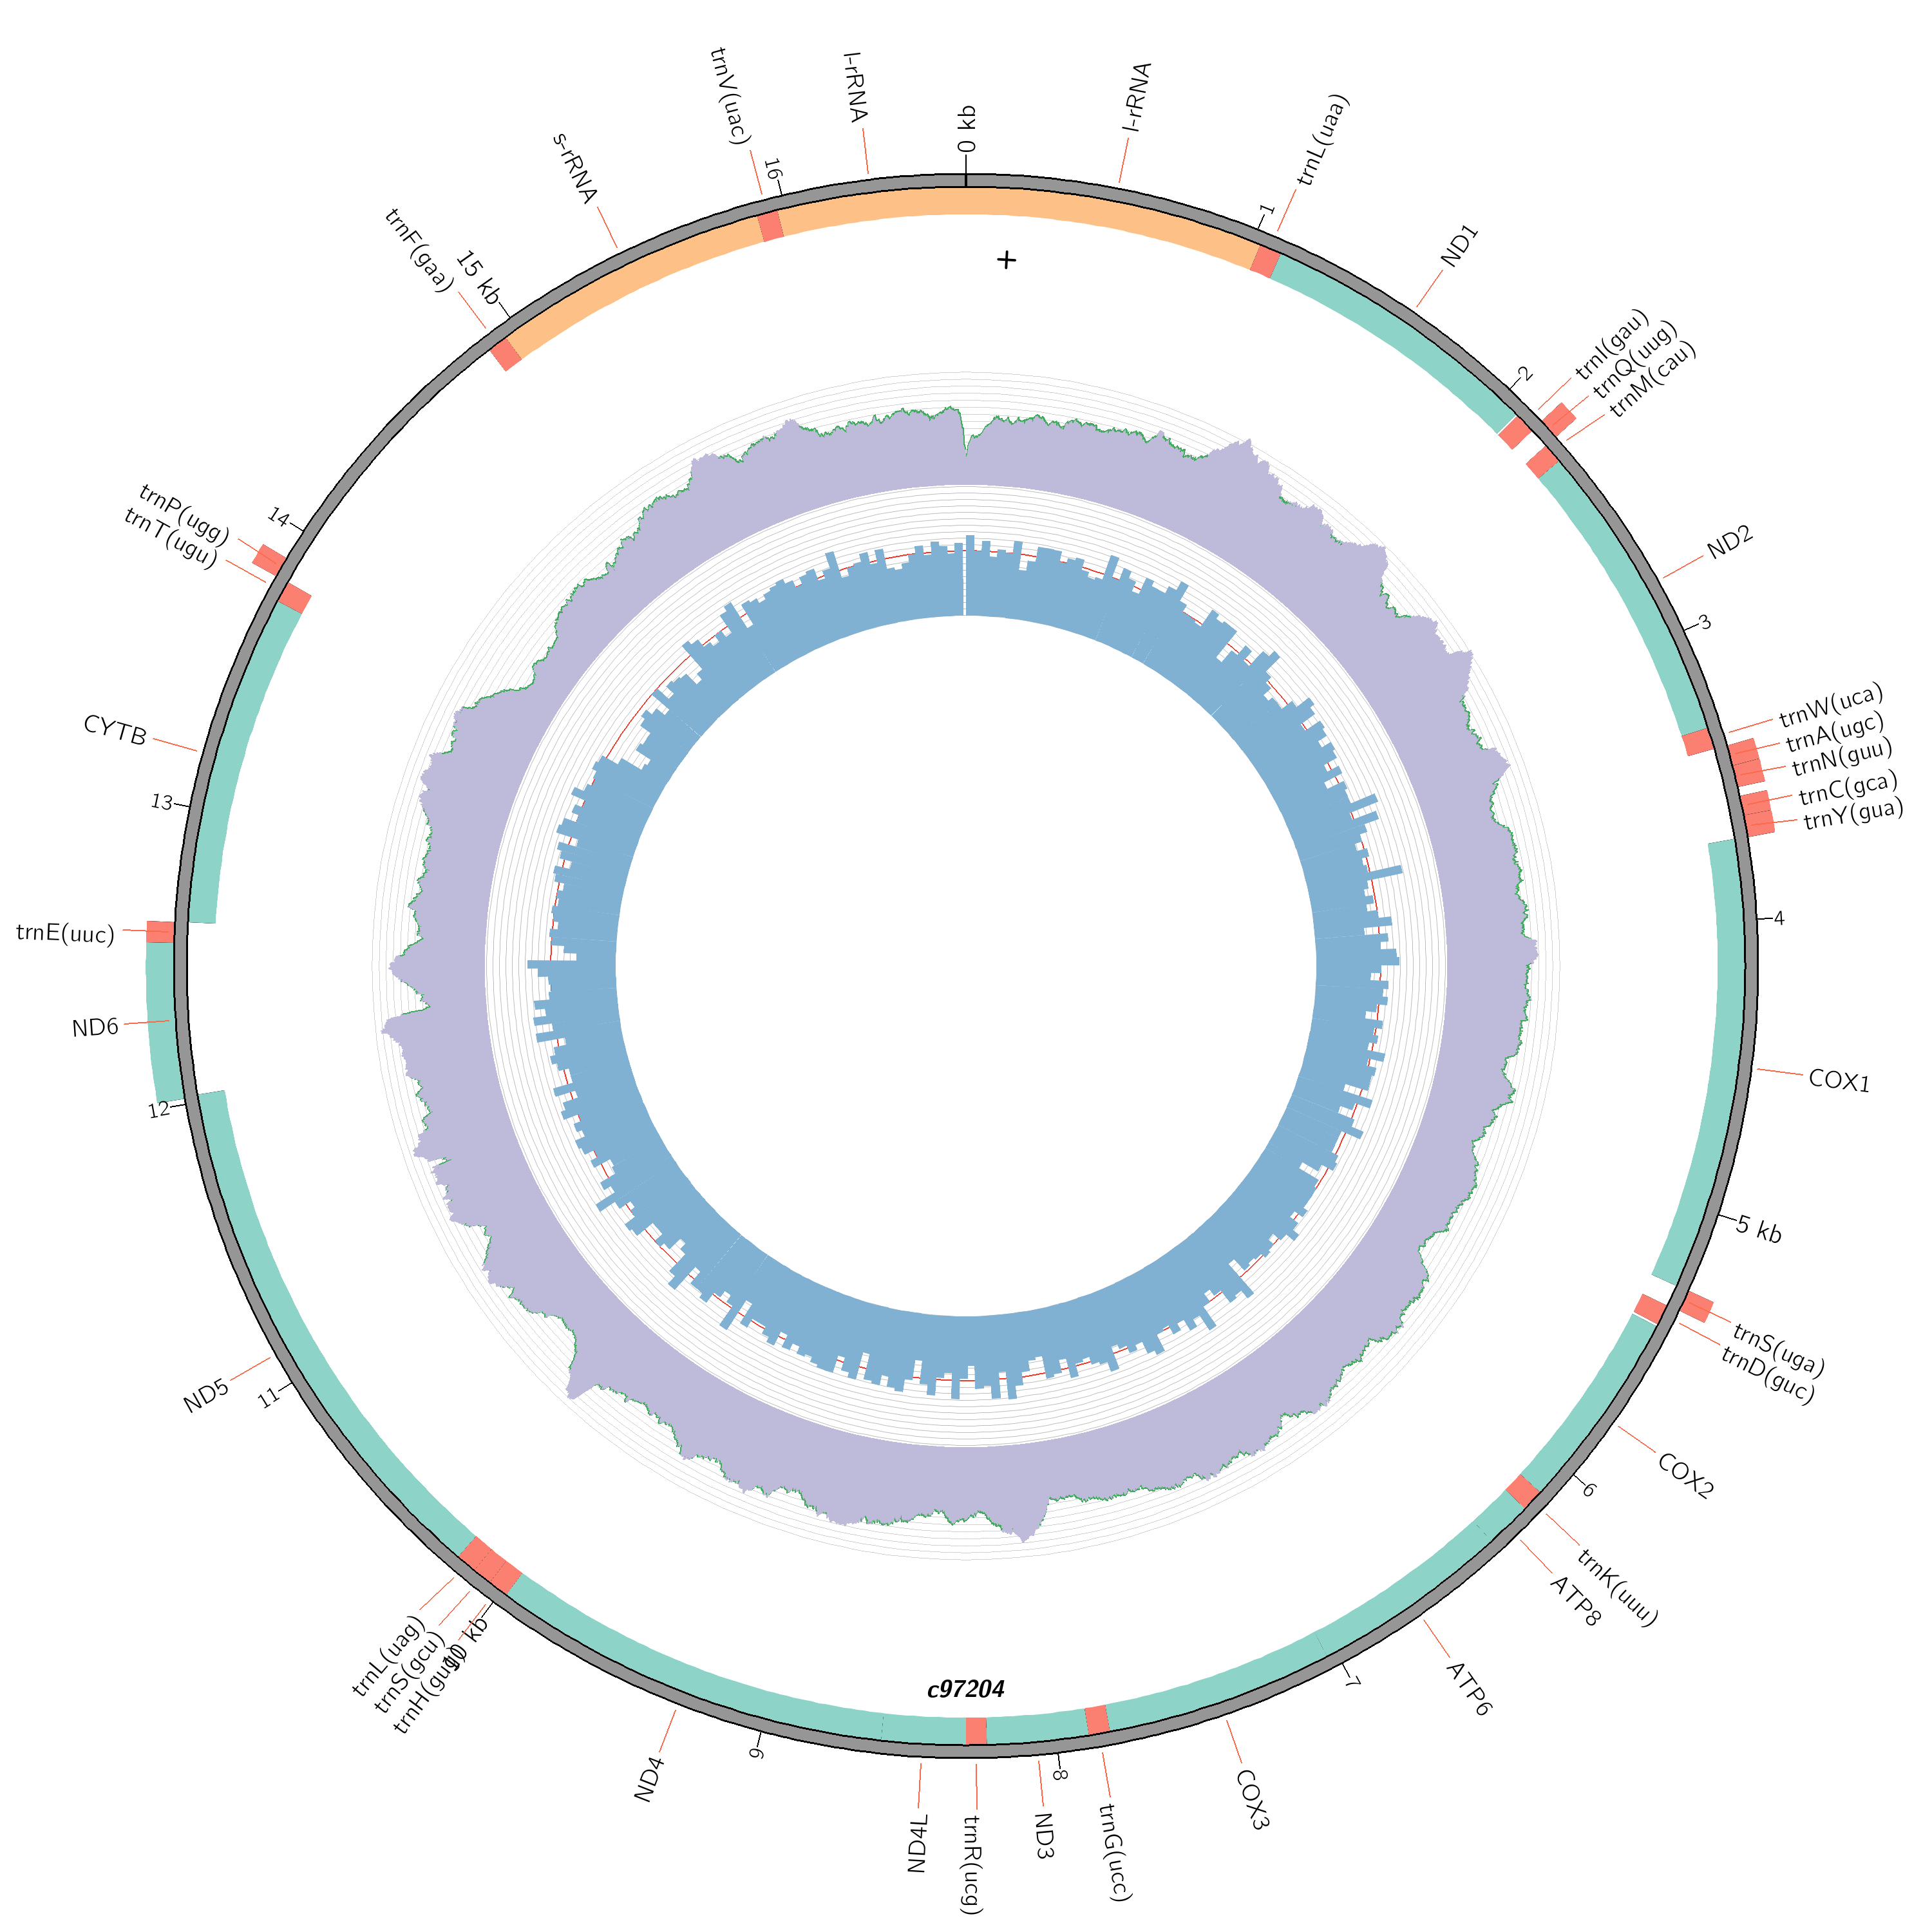 0 kb
l-rRNA
1
trnL(uaa)
ND1
2
trnI(gau)
trnQ(uug)
trnM(cau)
ND2
3
trnW(uca)
trnA(ugc)
trnN(guu)
trnC(gca)
trnY(gua)
4
COX1
5 kb
trnS(uga)
trnD(guc)
COX2
6
trnK(uuu)
ATP8
ATP6
7
COX3
trnG(ucc)
8
ND3
trnR(ucg)
ND4L
9
ND4
10 kb
trnH(gug)
trnS(gcu)
trnL(uag)
11
ND5
12
ND6
trnE(uuc)
13
CYTB
trnT(ugu)
trnP(ugg)
14
trnF(gaa)
15 kb
s-rRNA
trnV(uac)
16
l-rRNA
+
c97204